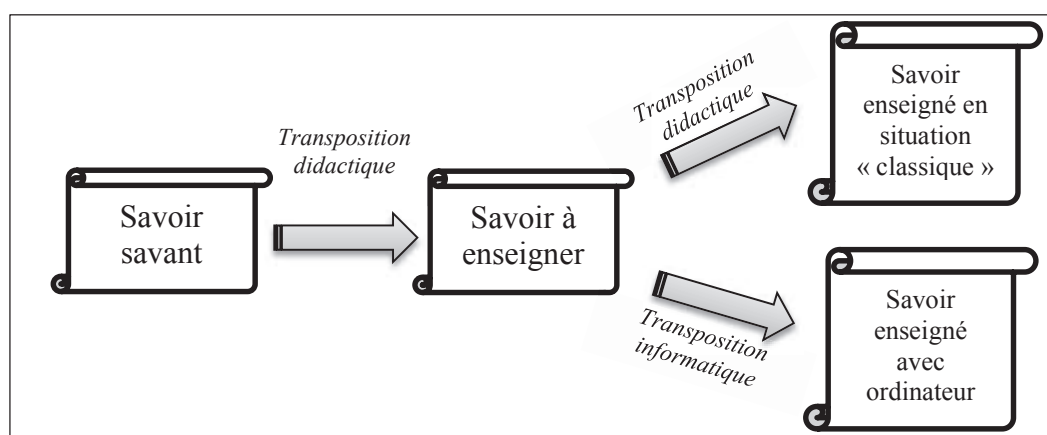 Transposition
didactique
Savoir
savant
Savoir à
enseigner
Transposition
didactique
Savoir
enseigné en
situation
« classique »
Transposition
informatique
Savoir
enseigné
avec
ordinateur